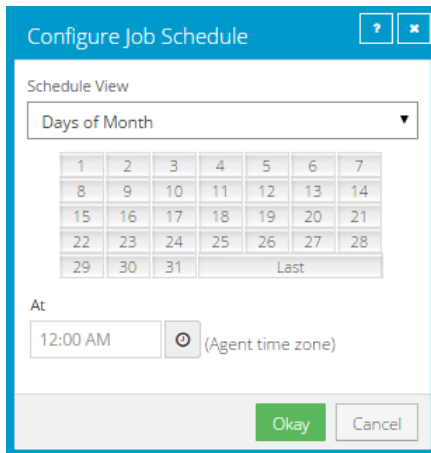 Configure Job Schedule ? ×
Schedule View
Days of Month
1 2 3 4 5 6 7
8 9 10 11 12 13 14
15 16 17 18 19 20 21
22 23 24 25 26 27 28
29 30 31 Last
At
12:00 AM (Agent time zone)
Okay Cancel